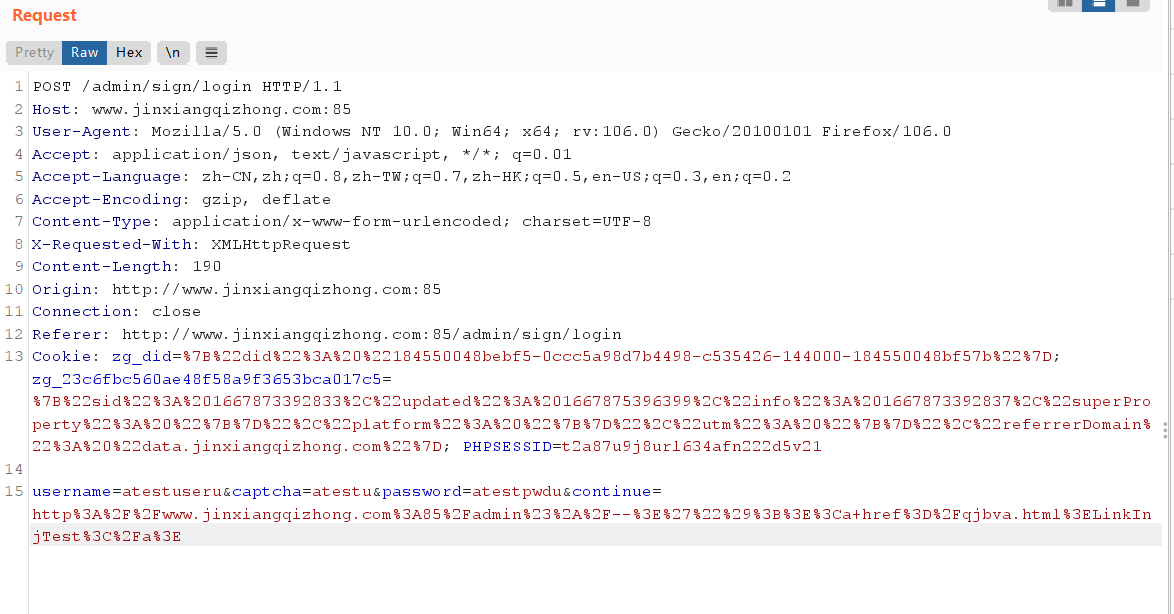 Request
Pretty Raw Hex \n
1 POST /admin/sign/login HTTP/1.1
2 Host: www.jinxiangqizhong.com:85
3 User-Agent: Mozilla/5.0 (Windows NT 10.0; Win64; x64; rv:106.0) Gecko/20100101 Firefox/106.0
4 Accept: application/json, text/javascript, */*; q=0.01
5 Accept-Language: zh-CN,zh;q=0.8,zh-TW;q=0.7,zh-HK;q=0.5,en-US;q=0.3,en;q=0.2
6 Accept-Encoding: gzip, deflate
7 Content-Type: application/x-www-form-urlencoded; charset=UTF-8
8 X-Requested-With: XMLHttpRequest
9 Content-Length: 190
10 Origin: http://www.jinxiangqizhong.com:85
11 Connection: close
12 Referer: http://www.jinxiangqizhong.com:85/admin/sign/login
13 Cookie: zg_did=%7B%22did%22%3A%20%22184550048bebf5-0ccc5a98d7b4498-c535426-144000-184550048bf57b%22%7D;
zg_23c6fbc560ae48f58a9f3653bca017c5=
%7B%22sid%22%3A%201667873392833%2C%22updated%22%3A%201667875396399%2C%22info%22%3A%201667873392837%2C%22superPro
perty%22%3A%20%22%7B%7D%22%2C%22platform%22%3A%20%22%7B%7D%22%2C%22utm%22%3A%20%22%7B%7D%22%2C%22referrerDomain%
22%3A%20%22data.jinxiangqizhong.com%22%7D; PHPSESSID=t2a87u9j8url634afn222d5v21
14
15 username=atestuseru&captcha=atestu&password=atestpwdu&continue=
http%3A%2F%2Fwww.jinxiangqizhong.com%3A85%2Fadmin%23%2A%2F--%3E%27%22%29%3B%3E%3Ca+href%3D%2Fqjbva.html%3ELinkIn
jTest%3C%2Fa%3E